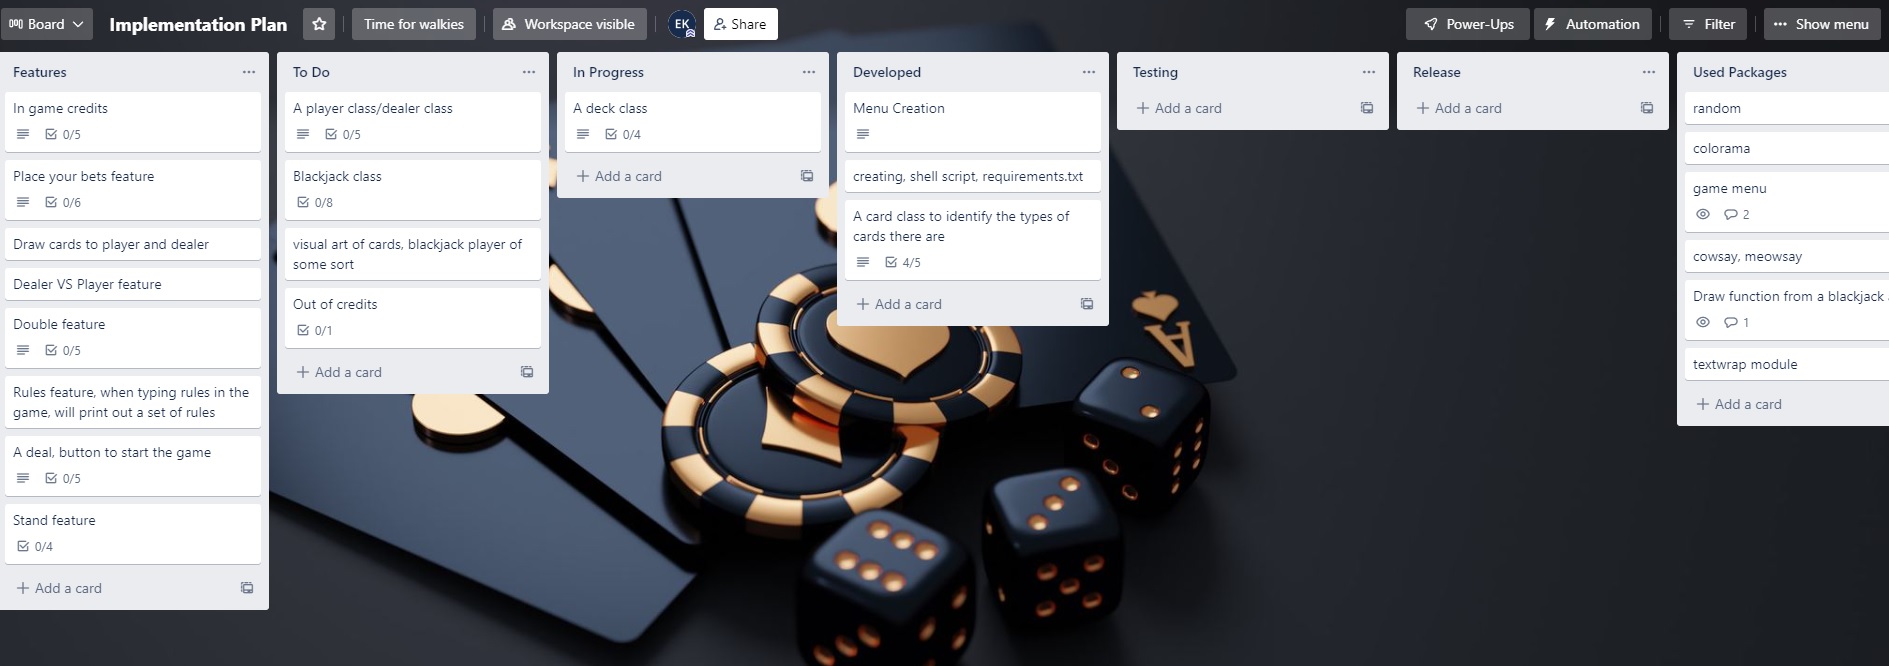 Board
Implementation Plan
Time for walkies
Workspace visible
EK
Share
Power-Ups
Automation
Filter
Show menu
Features
In game credits
0/5
Place your bets feature
0/6
Draw cards to player and dealer
Dealer VS Player feature
Double feature
0/5
Rules feature, when typing rules in the
game, will print out a set of rules
A deal, button to start the game
0/5
Stand feature
0/4
Add a card
To Do
A player class/dealer class
0/5
Blackjack class
0/8
visual art of cards, blackjack player of
some sort
Out of credits
0/1
Add a card
In Progress
A deck class
0/4
Add a card
Developed
Menu Creation
creating, shell script, requirements.txt
A card class to identify the types of
cards there are
4/5
Add a card
Testing
Add a card
Release
Add a card
Used Packages
random
colorama
game menu
2
cowsay, meowsay
Draw function from a blackjack
1
textwrap module
Add a card
A